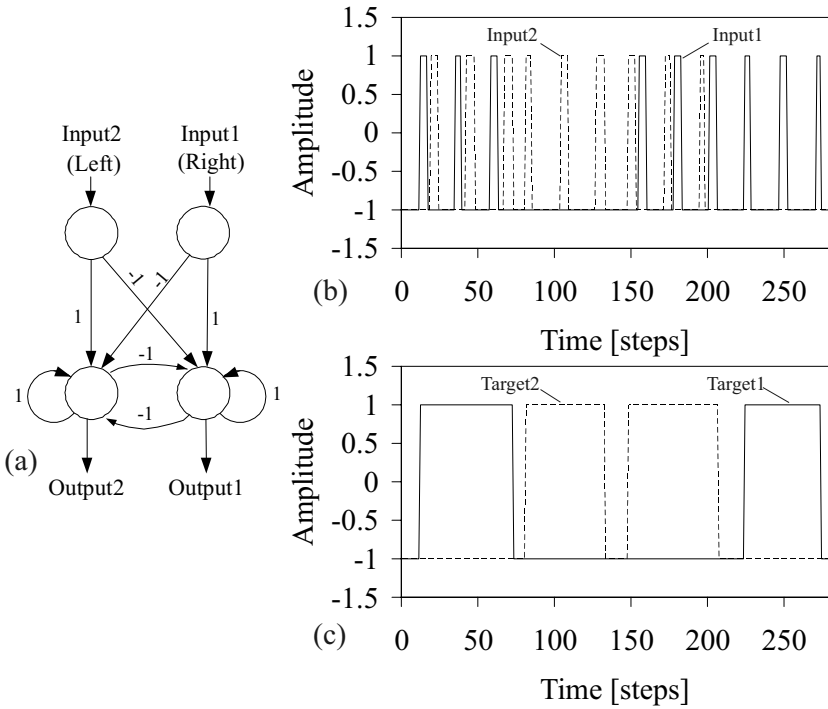 Input2
(Left)
Input1
(Right)
-1
-1
1
1
-1
1
1
-1
Output2
Output1
(a)
1.5
1
0.5
0
-0.5
-1
-1.5
Amplitude
Input2
Input1
0 50 100 150 200 250
Time [steps]
(b)
1.5
1
0.5
0
-0.5
-1
-1.5
Amplitude
Target2
Target1
0 50 100 150 200 250
Time [steps]
(c)